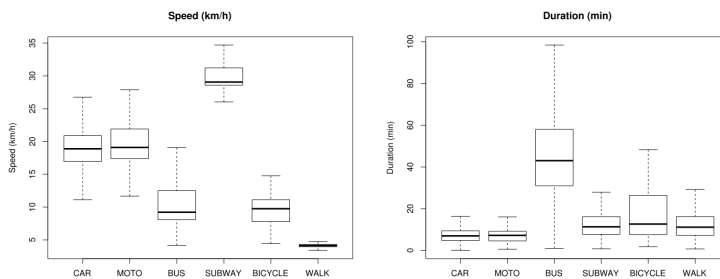 Speed (km/h)
Speed (km/h)
35
30
25
20
15
10
5
CAR MOTO BUS SUBWAY BICYCLE WALK
Duration (min)
Duration (min)
100
80
60
40
20
0
CAR MOTO BUS SUBWAY BICYCLE WALK